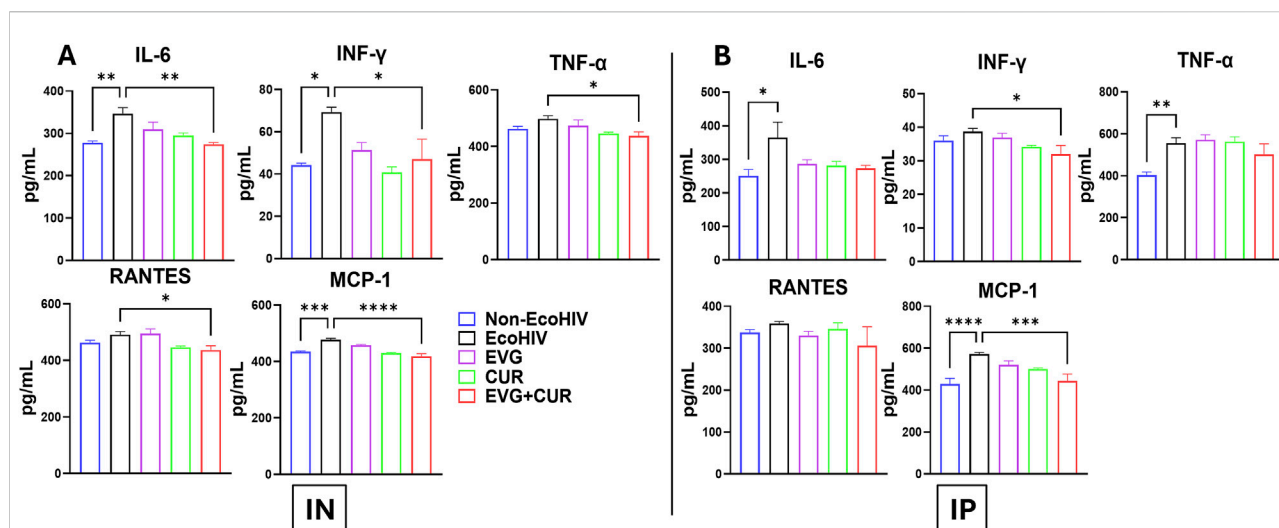 A
IL-6
INF-γ
TNF-α
** **
* *
*
pg/mL
400
300
200
100
0
pg/mL
80
60
40
20
0
pg/mL
600
400
200
0
RANTES
MCP-1
*
*** ****
pg/mL
600
400
200
0
pg/mL
600
400
200
0
Non-EcoHIV
EcoHIV
EVG
CUR
EVG+CUR
IN
B
IL-6
INF-γ
TNF-α
*
*
**
pg/mL
500
400
300
200
100
0
pg/mL
50
40
30
20
10
0
pg/mL
800
600
400
200
0
RANTES
MCP-1
**** ***
pg/mL
400
300
200
100
0
pg/mL
800
600
400
200
0
IP